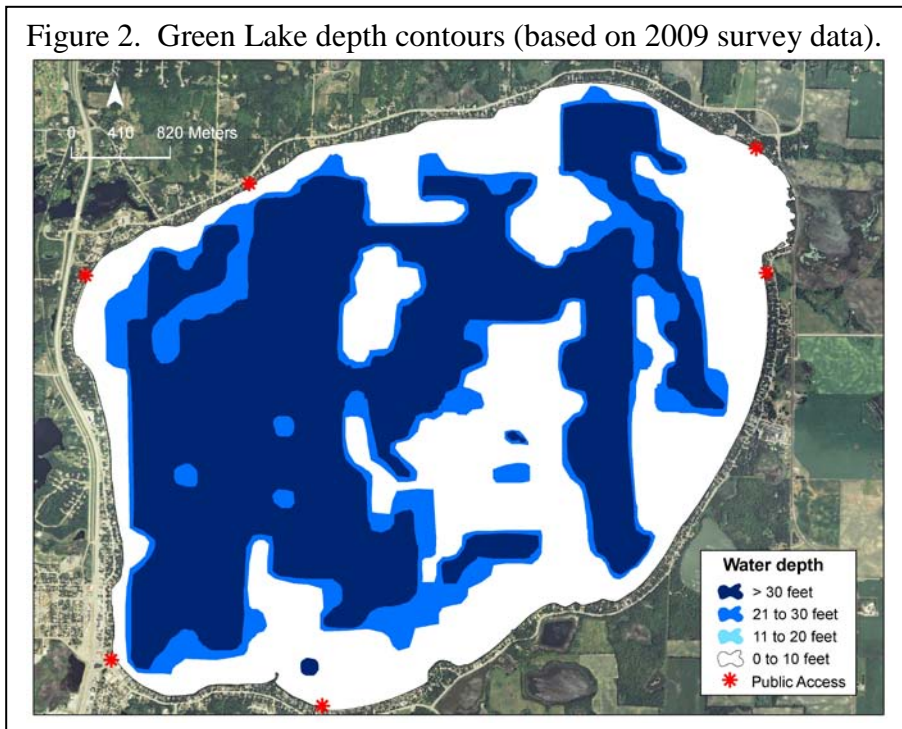 Figure 2. Green Lake depth contours (based on 2009 survey data).
0 410 820 Meters
Water depth
> 30 feet
21 to 30 feet
11 to 20 feet
0 to 10 feet
Public Access